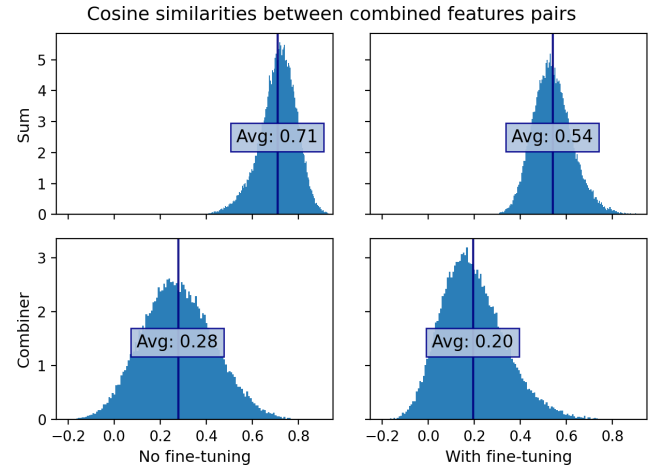 Cosine similarities between combined features pairs
Sum
5
4
3
2
1
0
Avg: 0.71
Avg: 0.54
Combiner
3
2
1
0
Avg: 0.28
Avg: 0.20
−0.2 0.0 0.2 0.4 0.6 0.8
No fine-tuning
−0.2 0.0 0.2 0.4 0.6 0.8
With fine-tuning